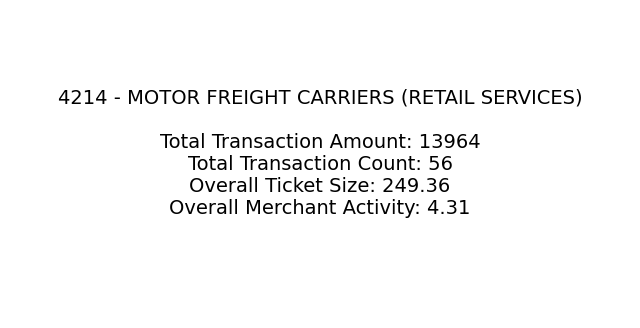 4214 - MOTOR FREIGHT CARRIERS (RETAIL SERVICES)
Total Transaction Amount: 13964
Total Transaction Count: 56
Overall Ticket Size: 249.36
Overall Merchant Activity: 4.31